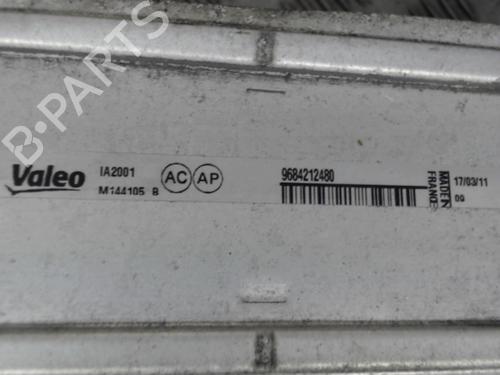 B-PARTS
Valeo
IA2001
M144105 B
AC AP
9684212480
MADE IN
FRANCE
17/03/11
09